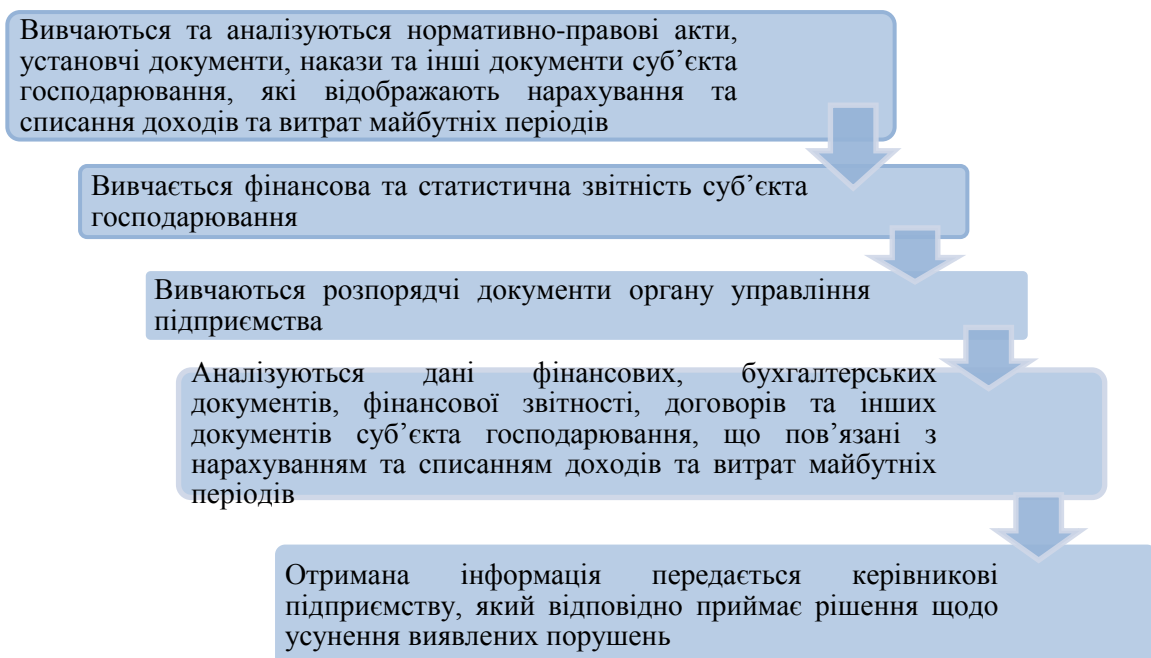 Вивчаються та аналізуються нормативно-правові акти,
установчі документи, накази та інші документи суб’єкта
господарювання, які відображають нарахування та
списання доходів та витрат майбутніх періодів
Вивчається фінансова та статистична звітність суб’єкта
господарювання
Вивчаються розпорядчі документи органу управління
підприємства
Аналізуються дані фінансових, бухгалтерських
документів, фінансової звітності, договорів та інших
документів суб’єкта господарювання, що пов’язані з
нарахуванням та списанням доходів та витрат майбутніх
періодів
Отримана інформація передається керівникові
підприємству, який відповідно приймає рішення щодо
усунення виявлених порушень